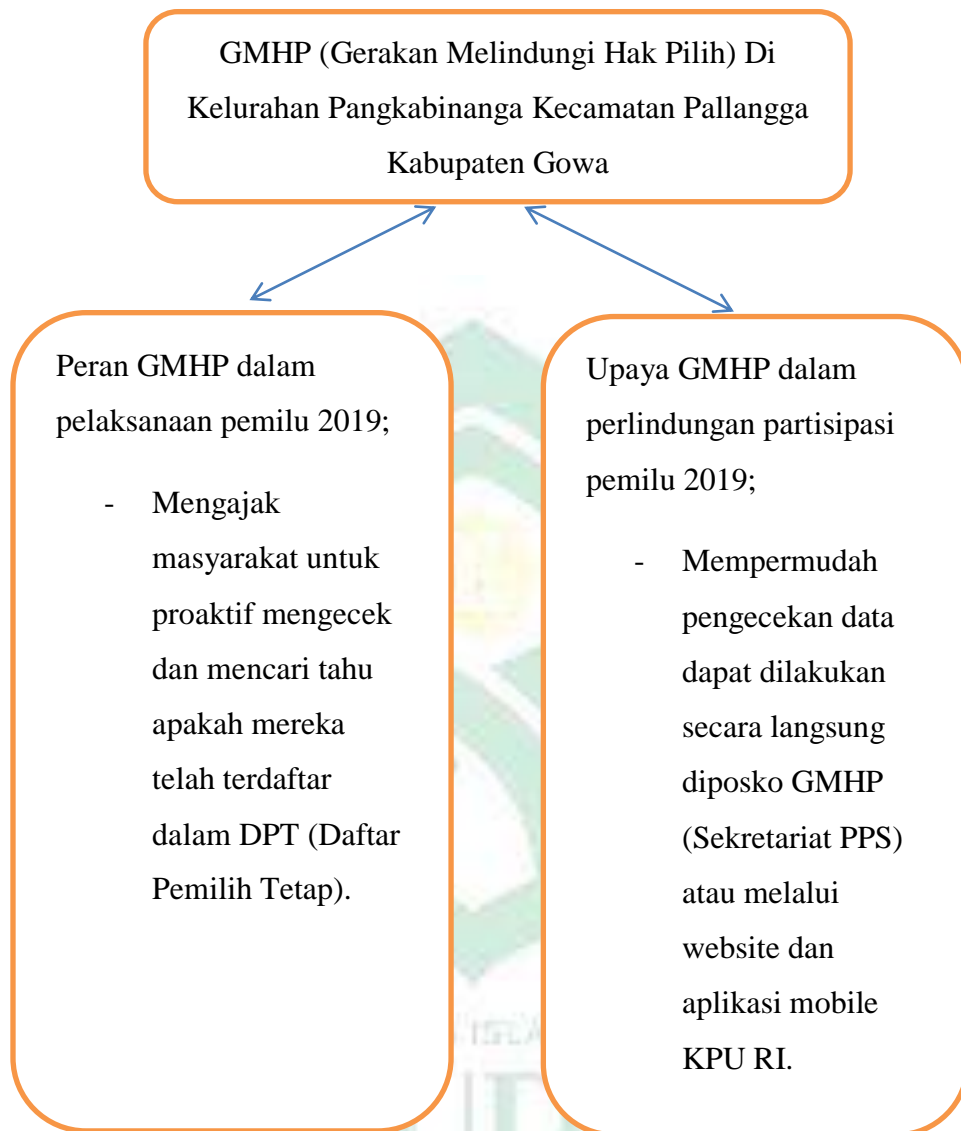 GMHP (Gerakan Melindungi Hak Pilih) Di
Kelurahan Pangkabinanga Kecamatan Pallangga
Kabupaten Gowa
Peran GMHP dalam
pelaksanaan pemilu 2019;
- Mengajak
masyarakat untuk
proaktif mengecek
dan mencari tahu
apakah mereka
telah terdaftar
dalam DPT (Daftar
Pemilih Tetap).
Upaya GMHP dalam
perlindungan partisipasi
pemilu 2019;
- Mempermudah
pengecekan data
dapat dilakukan
secara langsung
diposko GMHP
(Sekretariat PPS)
atau melalui
website dan
aplikasi mobile
KPU RI.